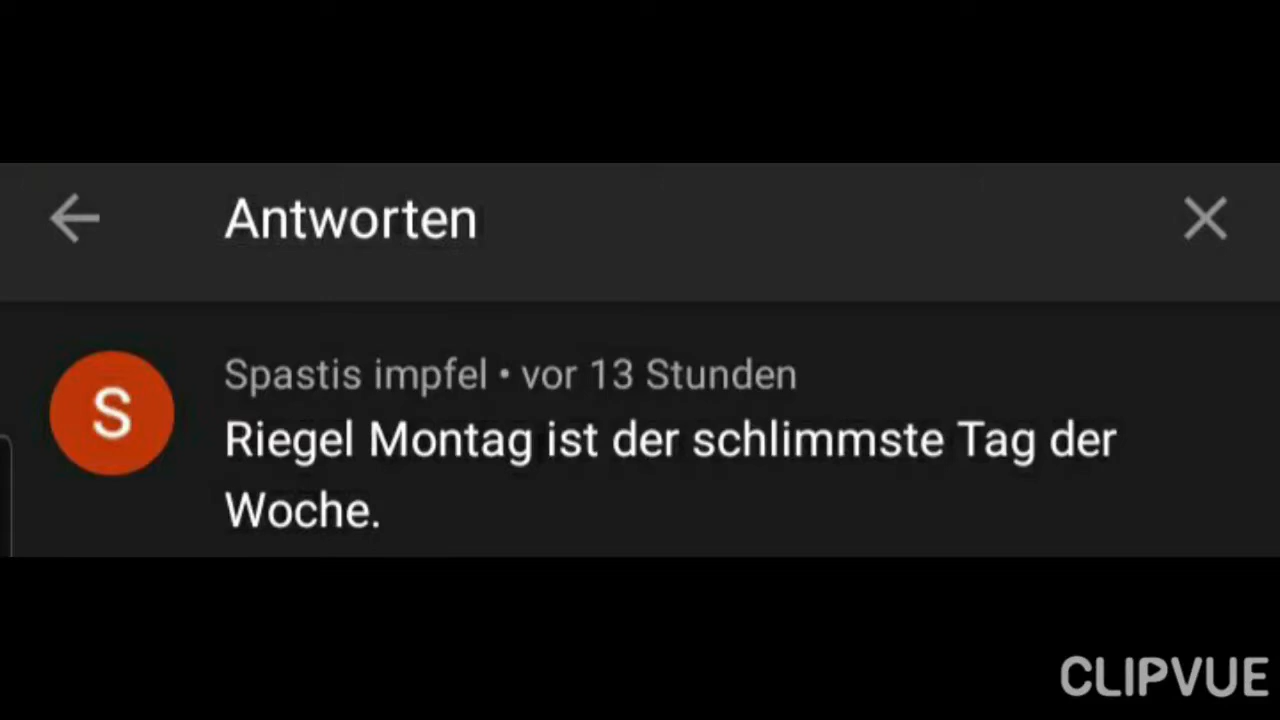 Antworten
Spastis impfel • vor 13 Stunden
Riegel Montag ist der schlimmste Tag der
Woche.
CLIPVUE